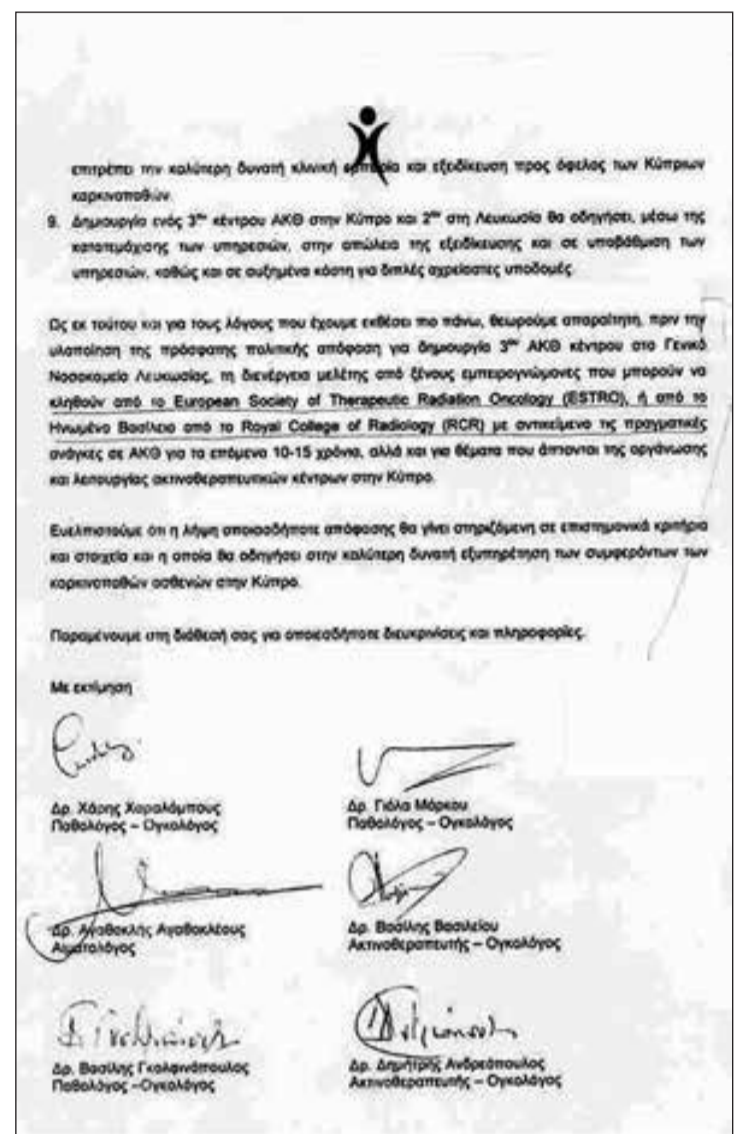 επιτρέπει την καλύτερη δυνατή κλινική εμπειρία και εξειδίκευση προς όφελος των Κύπριων
καρκινοπαθών.
9. Δημιουργία ενός 3ου κέντρου ΑΚΘ στην Κύπρο και 2ου στη Λευκωσία θα οδηγήσει, μέσω της
κατατεμάχισης των υπηρεσιών, στην απώλεια της εξειδίκευσης και σε υποβάθμιση των
υπηρεσιών, καθώς και σε αυξημένα κόστη για διπλές αχρείαστες υποδομές.
Ως εκ τούτου και για τους λόγους που έχουμε εκθέσει πιο πάνω, θεωρούμε απαραίτητη, πριν την
υλοποίηση της πρόσφατης πολιτικής απόφαση για δημιουργία 3ου ΑΚΘ κέντρου στο Γενικό
Νοσοκομείο Λευκωσίας, τη διενέργεια μελέτης από ξένους εμπειρογνώμονες που μπορούν να
κληθούν από το European Society of Therapeutic Radiation Oncology (ESTRO), ή από το
Ηνωμένο Βασίλειο από το Royal College of Radiology (RCR) με αντικείμενο τις πραγματικές
ανάγκες σε ΑΚΘ για τα επόμενα 10-15 χρόνια, αλλά και για θέματα που άπτονται της οργάνωσης
και λειτουργίας ακτινοθεραπευτικών κέντρων στην Κύπρο.
Ευελπιστούμε ότι η λήψη οποιασδήποτε απόφασης θα γίνει στηριζόμενη σε επιστημονικά κριτήρια
και στοιχεία και η οποία θα οδηγήσει στην καλύτερη δυνατή εξυπηρέτηση των συμφερόντων των
καρκινοπαθών ασθενών στην Κύπρο.
Παραμένουμε στη διάθεσή σας για οποιεσδήποτε διευκρινίσεις και πληροφορίες.
Με εκτίμηση
Δρ. Χάρης Χαραλάμπους
Παθολόγος – Ογκολόγος
Δρ. Γιόλα Μάρκου
Παθολόγος – Ογκολόγος
Δρ. Αγαθοκλής Αγαθοκλέους
Αιματολόγος
Δρ. Βασίλης Βασιλείου
Ακτινοθεραπευτής – Ογκολόγος
Δρ. Βασίλης Γκολφινόπουλος
Παθολόγος –Ογκολόγος
Δρ. Δημήτρης Ανδρεόπουλος
Ακτινοθεραπευτής – Ογκολόγος